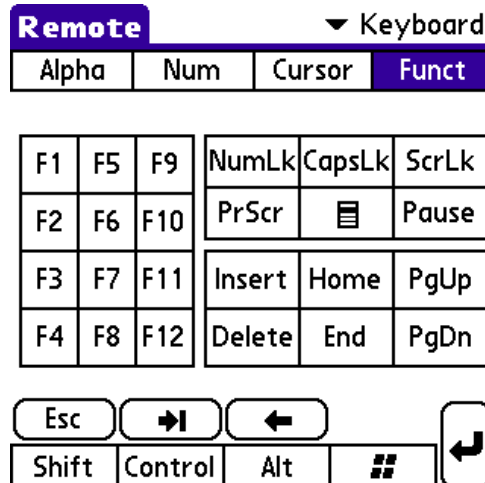 Remote Keyboard
Alpha Num Cursor Funct
F1 F5 F9 NumLk CapsLk ScrLk
F2 F6 F10 PrScr Pause
F3 F7 F11 Insert Home PgUp
F4 F8 F12 Delete End PgDn
Esc
Shift Control Alt